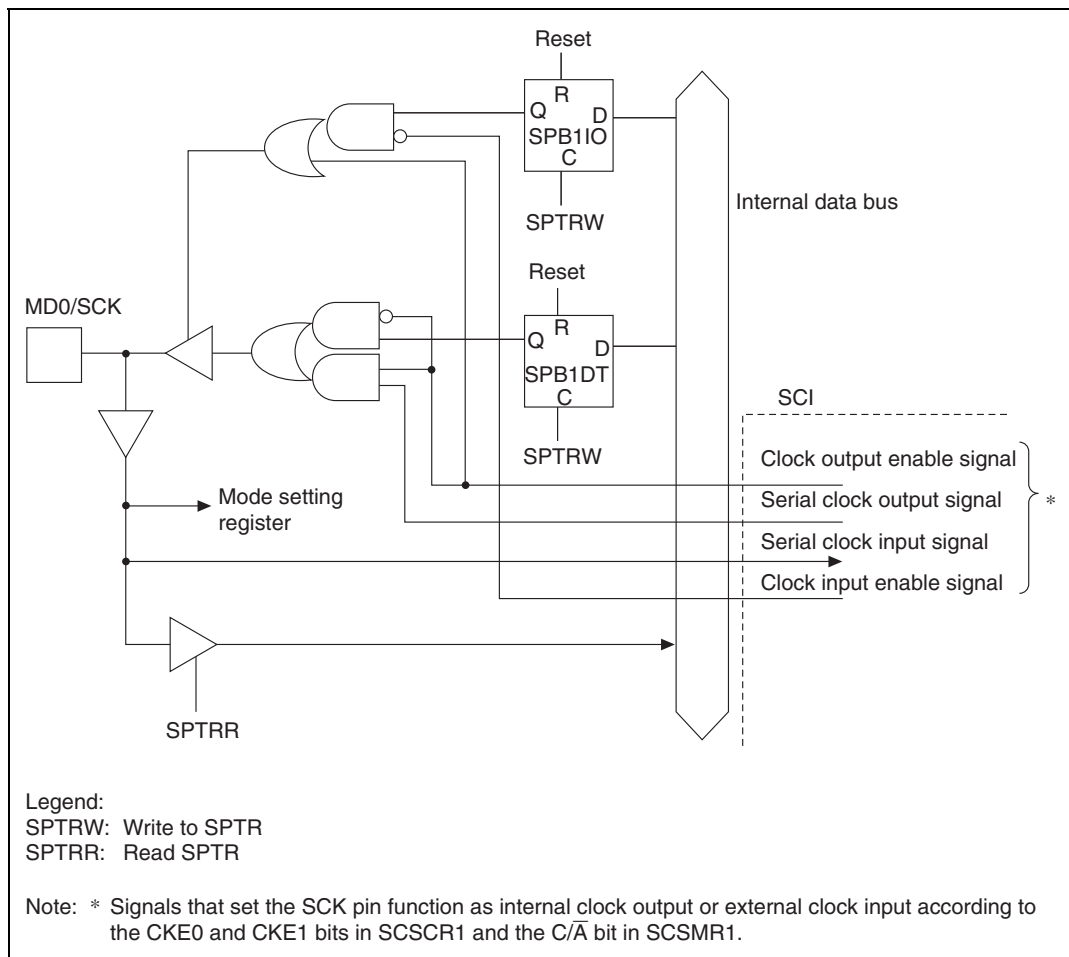 Reset
R
Q D
SPB1IO
C
Internal data bus
SPTRW
Reset
MD0/SCK
R
Q D
SPB1DT
C
SCI
SPTRW
Clock output enable signal
Serial clock output signal
*
Mode setting
register
Serial clock input signal
Clock input enable signal
SPTRR
Legend:
SPTRW: Write to SPTR
SPTRR: Read SPTR
Note: * Signals that set the SCK pin function as internal clock output or external clock input according to
the CKE0 and CKE1 bits in SCSCR1 and the C/A̅ bit in SCSMR1.